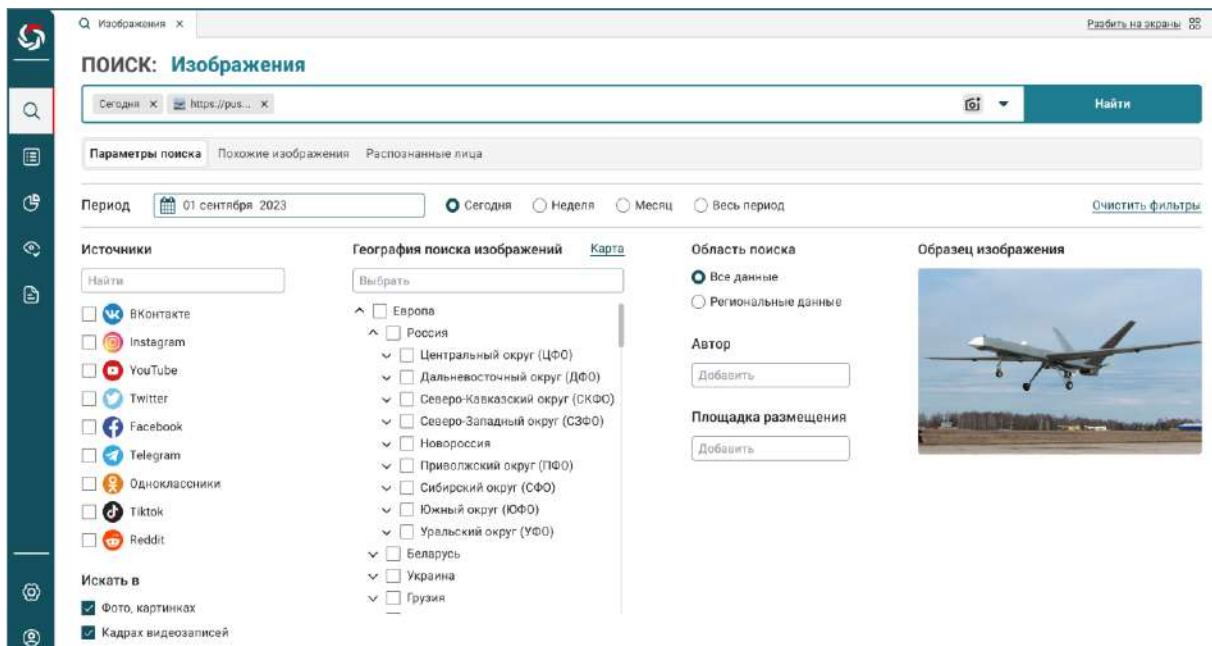 Изображения
Разбить на экраны
ПОИСК: Изображения
Сегодня
https://pus...
Найти
Параметры поиска
Похожие изображения
Распознанные лица
Период
01 сентября 2023
Сегодня
Неделя
Месяц
Весь период
Очистить фильтры
Источники
Найти
ВКонтакте
Instagram
YouTube
Twitter
Facebook
Telegram
Одноклассники
Tiktok
Reddit
Искать в
Фото, картинках
Кадрах видеозаписей
География поиска изображений
Карта
Выбрать
Европа
Россия
Центральный округ (ЦФО)
Дальневосточный округ (ДФО)
Северо-Кавказский округ (СКФО)
Северо-Западный округ (СЗФО)
Новороссия
Приволжский округ (ПФО)
Сибирский округ (СФО)
Южный округ (ЮФО)
Уральский округ (УФО)
Беларусь
Украина
Грузия
Область поиска
Все данные
Региональные данные
Автор
Добавить
Площадка размещения
Добавить
Образец изображения